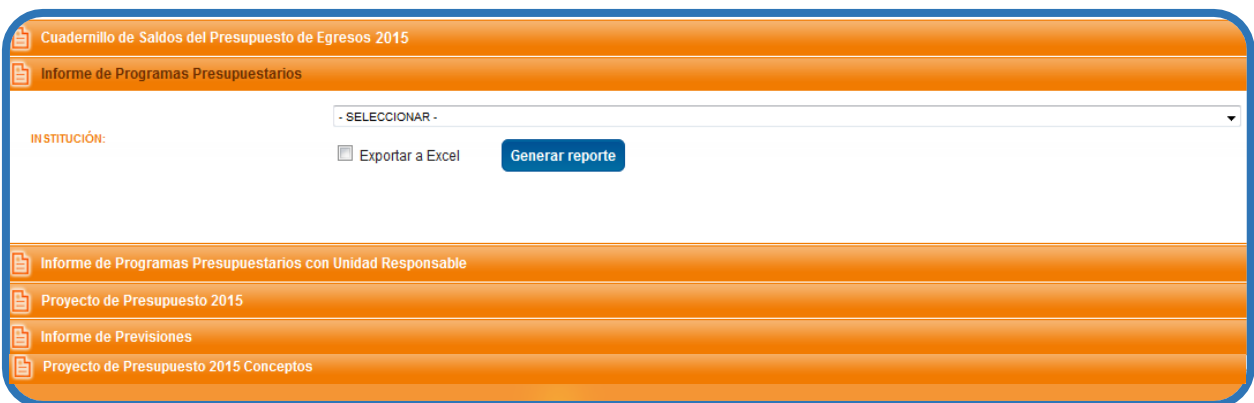 Cuadernillo de Saldos del Presupuesto de Egresos 2015
Informe de Programas Presupuestarios
- SELECCIONAR -
INSTITUCIÓN:
Exportar a Excel
Generar reporte
Informe de Programas Presupuestarios con Unidad Responsable
Proyecto de Presupuesto 2015
Informe de Previsiones
Proyecto de Presupuesto 2015 Conceptos